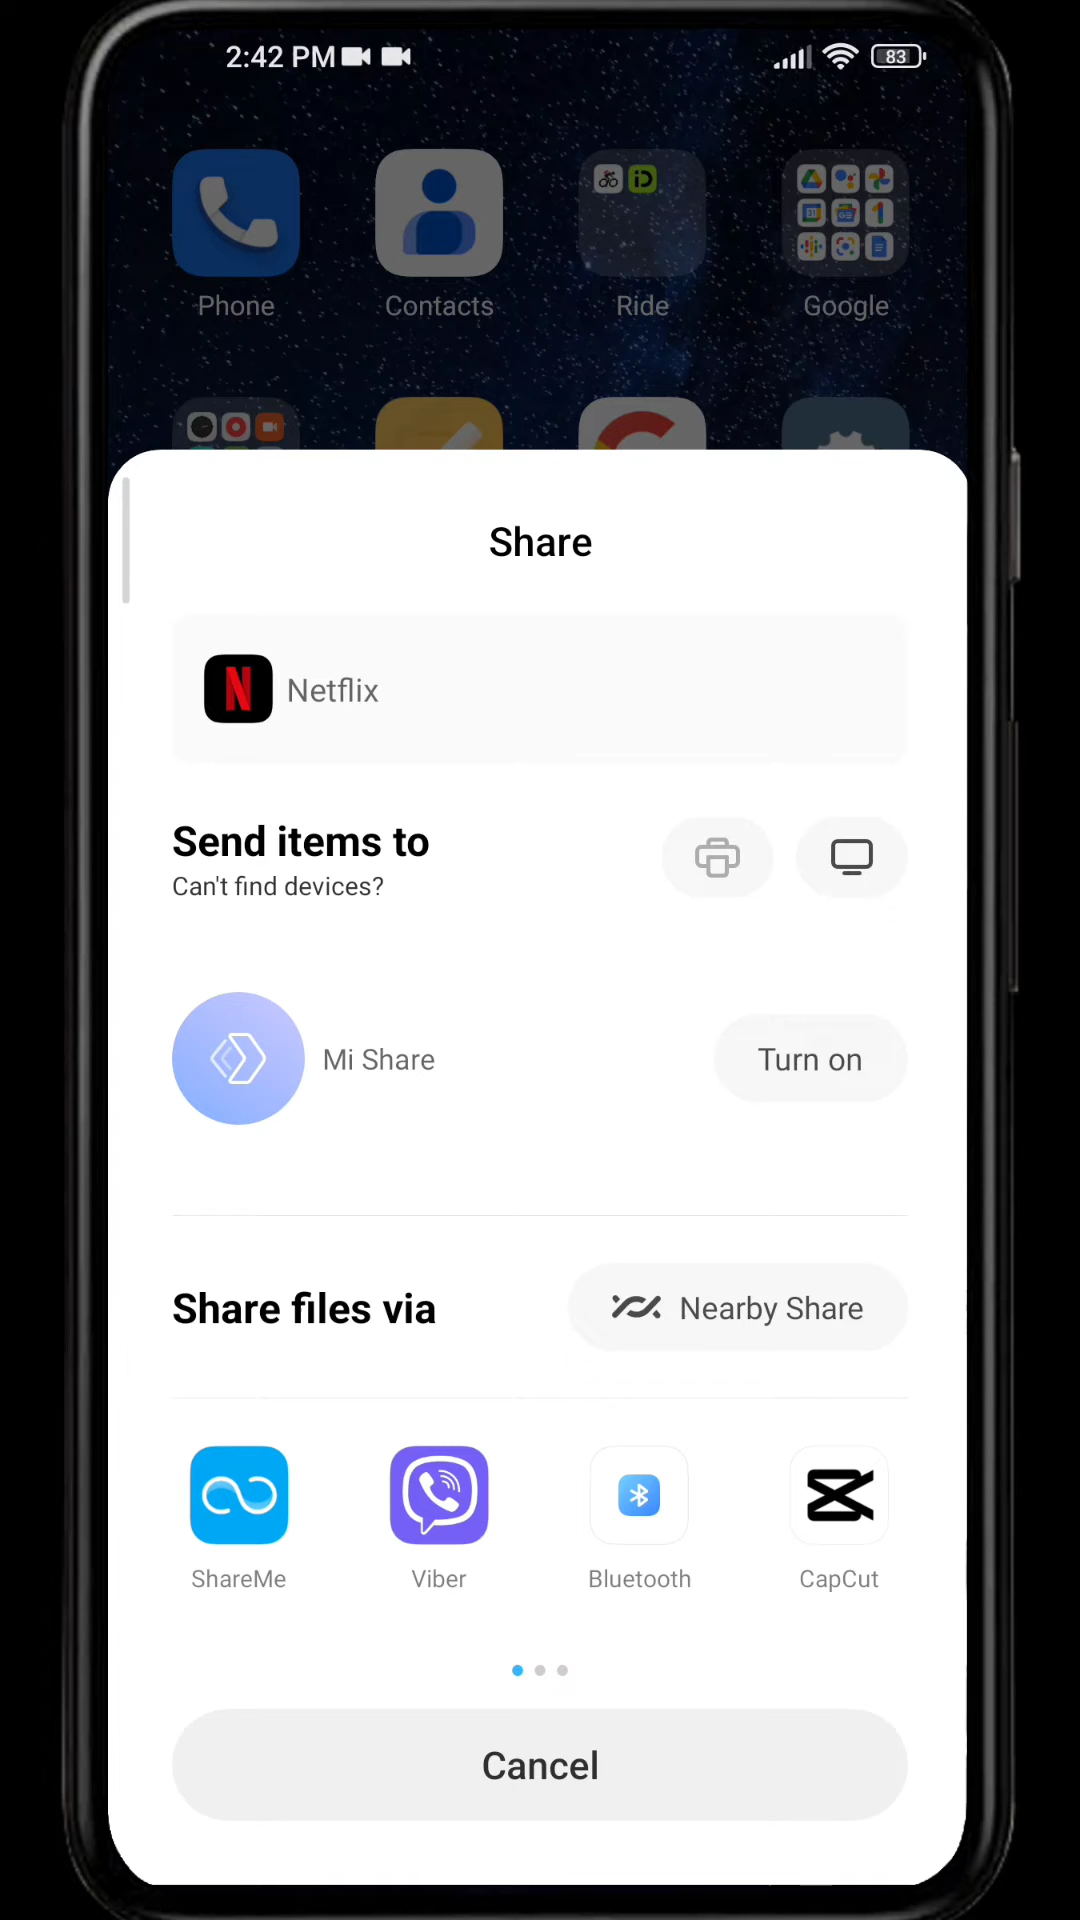 2:42 PM
83
Phone
Contacts
Ride
Google
Share
N
Netflix
Send items to
Can't find devices?
Mi Share
Turn on
Share files via
Nearby Share
ShareMe
Viber
Bluetooth
CapCut
Cancel